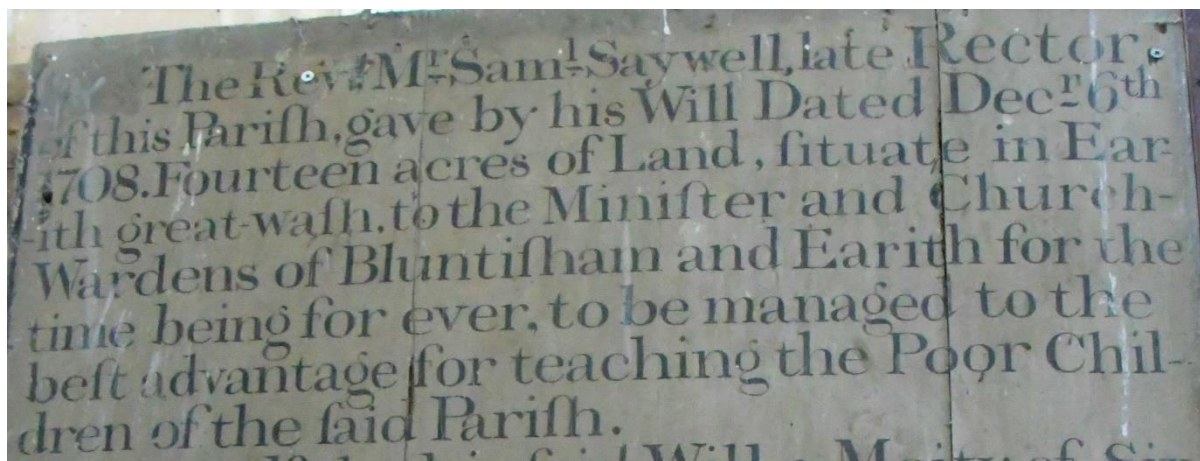 The Revd. Mr. Saml. Saywell, late Rector,
of this Pariſh, gave by his Will Dated Decr. 6th
1708. Fourteen acres of Land, ſituate in Ear-
-ith great-waſh, to the Miniſter and Church-
Wardens of Bluntiſham and Earith for the
time being for ever, to be managed to the
beſt advantage for teaching the Poor Chil-
dren of the ſaid Pariſh.